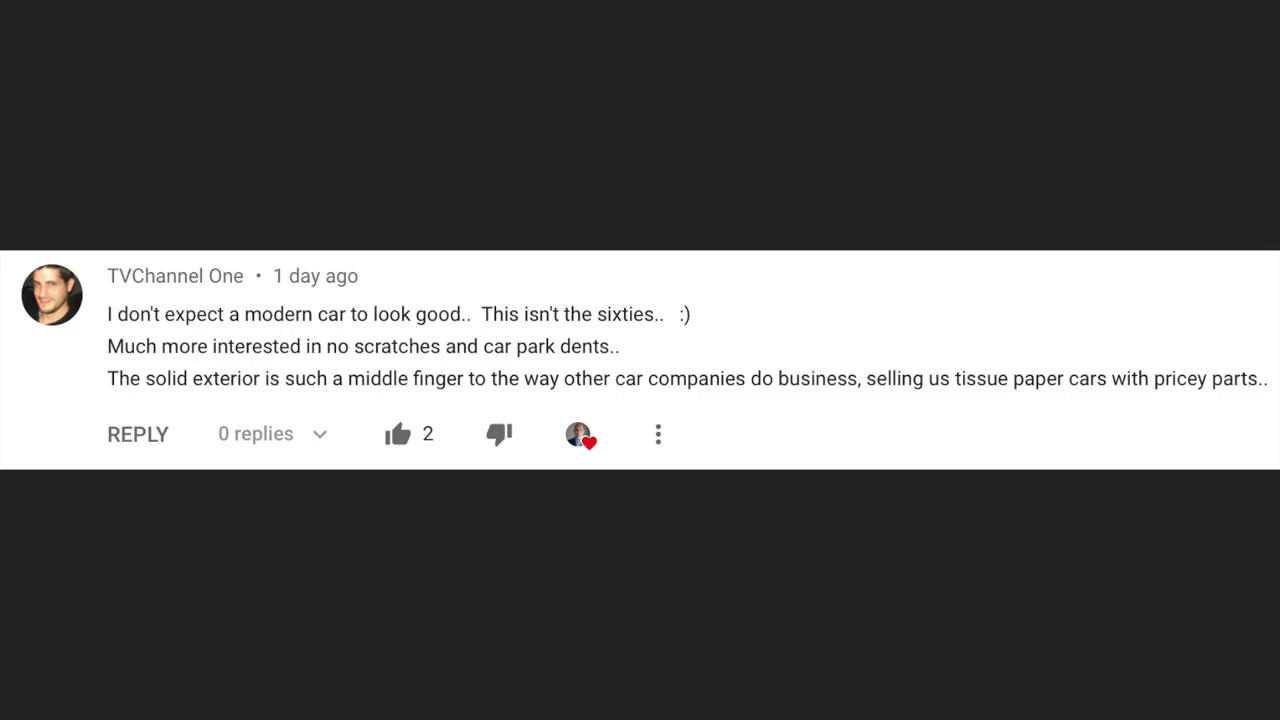 TVChannel One • 1 day ago
I don't expect a modern car to look good..  This isn't the sixties..   :)
Much more interested in no scratches and car park dents..
The solid exterior is such a middle finger to the way other car companies do business, selling us tissue paper cars with pricey parts..
REPLY 0 replies 2